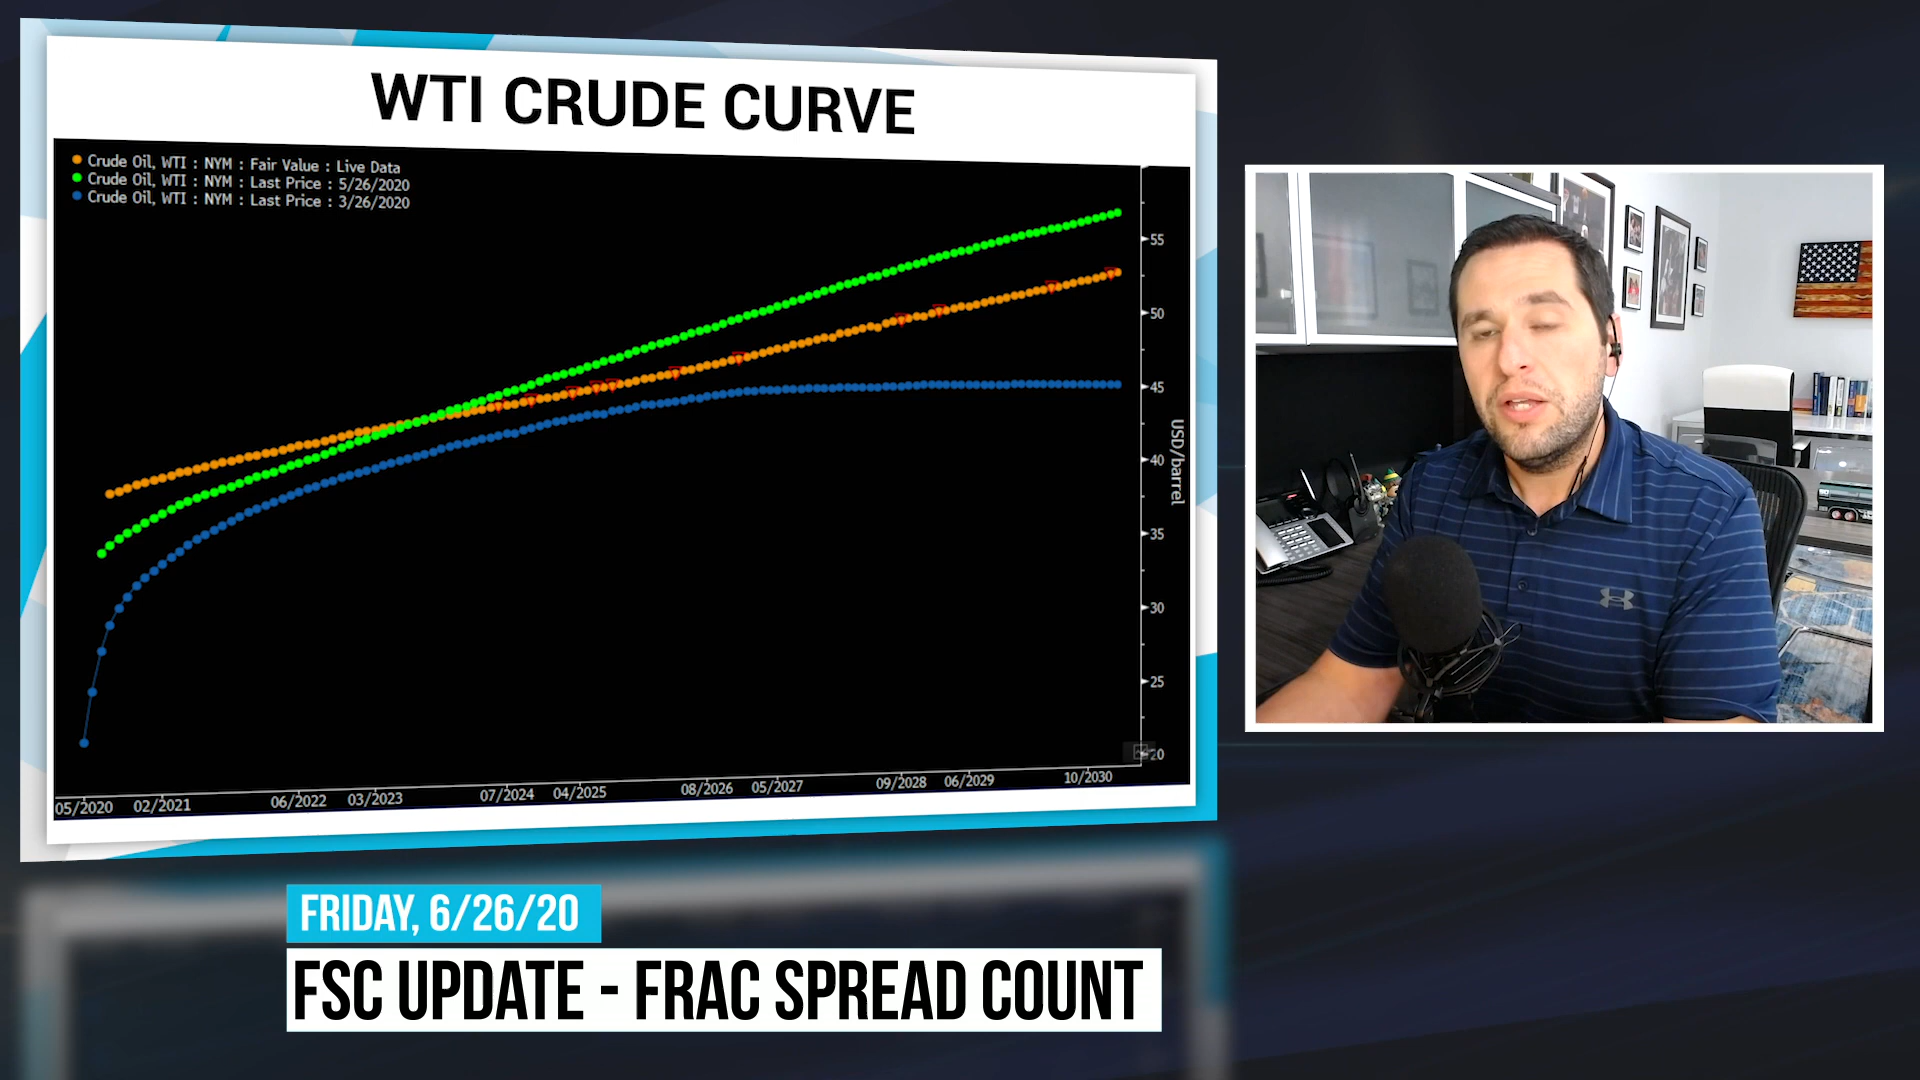 WTI CRUDE CURVE
Crude Oil, WTI : NYM : Fair Value : Live Data
Crude Oil, WTI : NYM : Last Price : 5/26/2020
Crude Oil, WTI : NYM : Last Price : 3/26/2020
55
50
45
40
35
30
25
20
USD/barrel
05/2020 02/2021 06/2022 03/2023 07/2024 04/2025 08/2026 05/2027 09/2028 06/2029 10/2030
FRIDAY, 6/26/20
FSC UPDATE - FRAC SPREAD COUNT